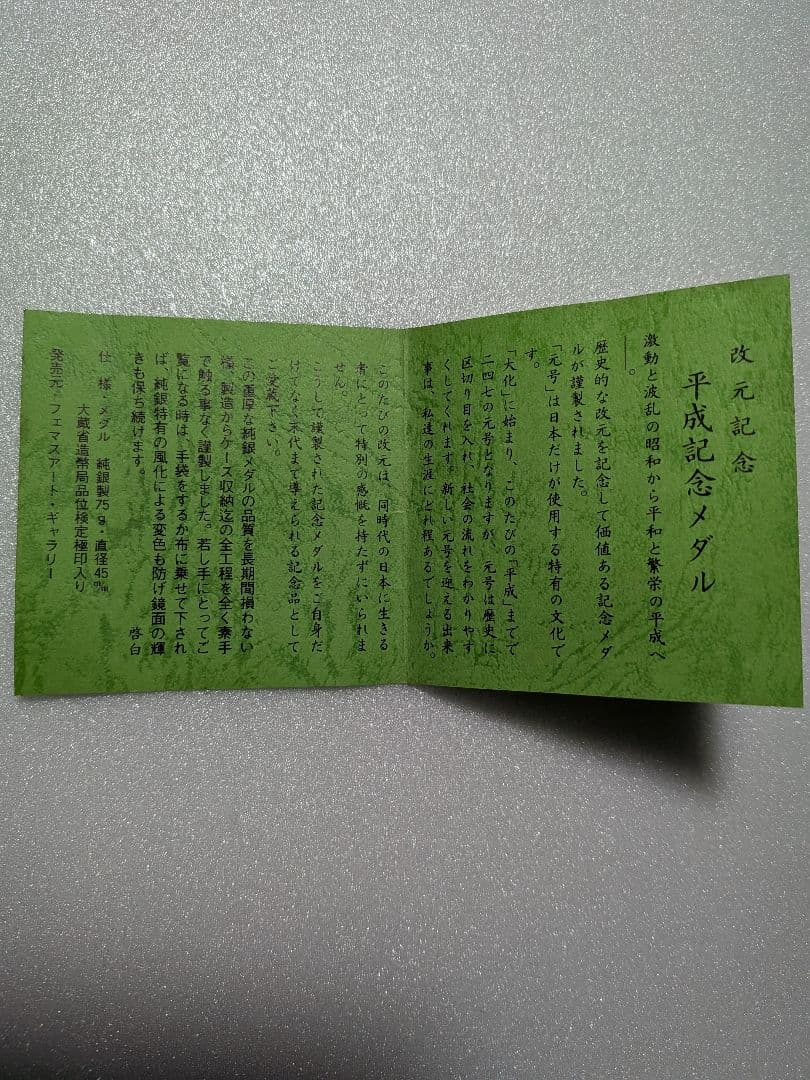 改元記念
平成記念メダル
激動と波乱の昭和から平和と繁栄の平成へ
――。
歴史的な改元を記念して価値ある記念メダ
ルが謹製されました。
「元号」は日本だけが使用する特有の文化で
す。
「大化」に始まり、このたびの「平成」までで
二四七の元号となりますが、元号は歴史に
区切り目を入れ、社会の流れをわかりやす
くしてくれます。新しい元号を迎える出来
事は、私達の生涯にどれ程あるでしょうか。
このたびの改元は、同時代の日本に生きる
者にとって特別の感慨を持たずにいられま
せん。
こうして謹製された記念メダルをご自身だ
けでなく末代まで導えられる記念品として
ご愛蔵下さい。
この重厚な純銀メダルの品質を長期間損わない
様、製造からケース収納迄の全工程を全く素手
で触る事なく謹製しました。若し手にとってご
覧になる時は、手袋をするか布に乗せて下され
ば、純銀特有の風化による変色も防げ鏡面の輝
きも保ち続けます。
啓白
仕 様・メダル 純銀製75g・直径45㎜
大蔵省造幣局品位検定極印入り
発売元・フェマスアート・ギャラリー